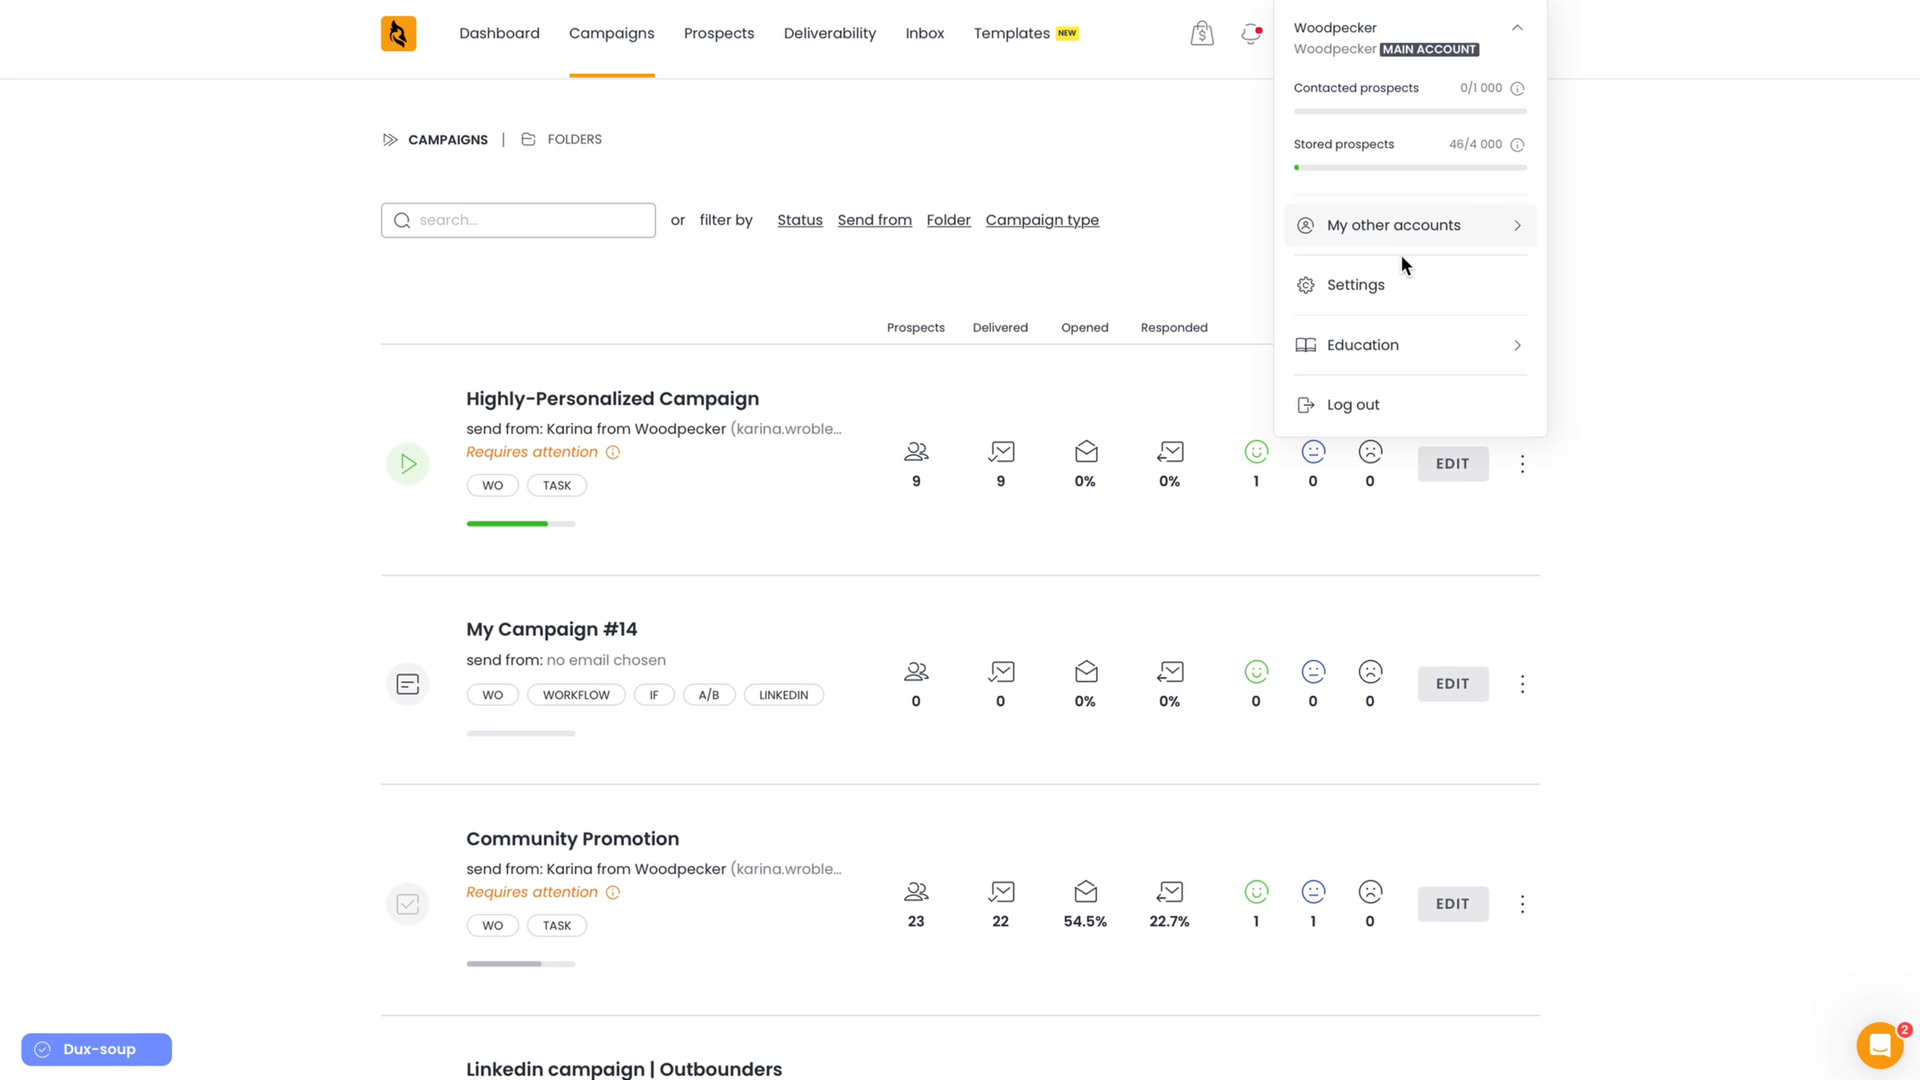 Dashboard Campaigns Prospects Deliverability Inbox Templates NEW
$
Woodpecker
Woodpecker MAIN ACCOUNT
Contacted prospects 0/1 000
Stored prospects 46/4 000
My other accounts
Settings
Education
Log out
CAMPAIGNS | FOLDERS
search... or filter by Status Send from Folder Campaign type
Prospects Delivered Opened Responded
Highly-Personalized Campaign
send from: Karina from Woodpecker (karina.wroble...
Requires attention
WO TASK
9 9 0% 0% 1 0 0 EDIT
My Campaign #14
send from: no email chosen
WO WORKFLOW IF A/B LINKEDIN
0 0 0% 0% 0 0 0 EDIT
Community Promotion
send from: Karina from Woodpecker (karina.wroble...
Requires attention
WO TASK
23 22 54.5% 22.7% 1 1 0 EDIT
Linkedin campaign | Outbounders
Dux-soup
2